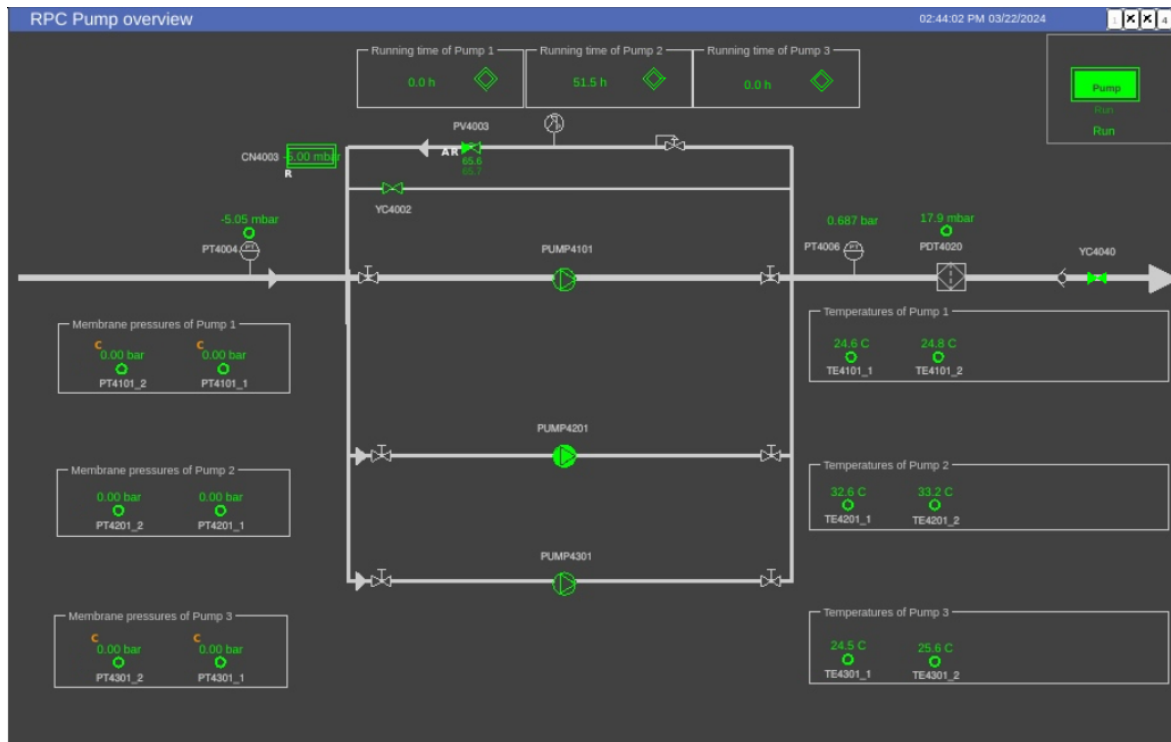 RPC Pump overview
02:44:02 PM 03/22/2024
1
4
Running time of Pump 1
0.0 h
Running time of Pump 2
51.5 h
Running time of Pump 3
0.0 h
Pump
Run
Run
PV4003
AR
65.6
65.7
CN4003
-5.00 mbar
R
YC4002
-5.05 mbar
PT4004
PT
PUMP4101
0.687 bar
PT4006
PT
17.9 mbar
PDT4020
YC4040
Membrane pressures of Pump 1
C
0.00 bar
PT4101_2
C
0.00 bar
PT4101_1
Temperatures of Pump 1
24.6 C
TE4101_1
24.8 C
TE4101_2
PUMP4201
Membrane pressures of Pump 2
0.00 bar
PT4201_2
0.00 bar
PT4201_1
Temperatures of Pump 2
32.6 C
TE4201_1
33.2 C
TE4201_2
PUMP4301
Membrane pressures of Pump 3
C
0.00 bar
PT4301_2
C
0.00 bar
PT4301_1
Temperatures of Pump 3
24.5 C
TE4301_1
25.6 C
TE4301_2